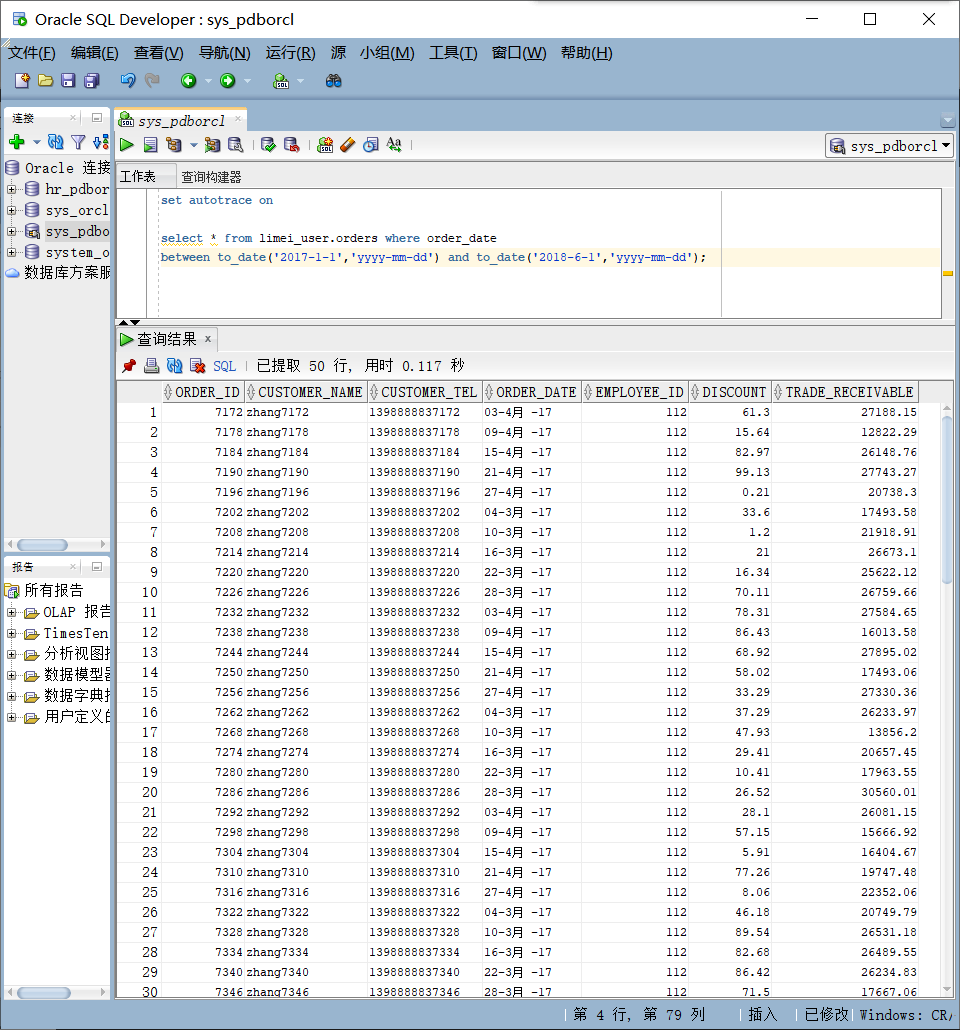 Oracle SQL Developer : sys_pdborcl
文件(F) 编辑(E) 查看(V) 导航(N) 运行(R) 源 小组(M) 工具(T) 窗口(W) 帮助(H)
连接
Oracle 连接
hr_pdbor
sys_orcl
sys_pdbo
system_o
数据库方案服
sys_pdborcl
sys_pdborcl
工作表 查询构建器
set autotrace on
select * from limei_user.orders where order_date
between to_date('2017-1-1','yyyy-mm-dd') and to_date('2018-6-1','yyyy-mm-dd');
查询结果
SQL 已提取 50 行, 用时 0.117 秒
ORDER_ID CUSTOMER_NAME CUSTOMER_TEL ORDER_DATE EMPLOYEE_ID DISCOUNT TRADE_RECEIVABLE
1 7172 zhang7172 1398888837172 03-4月 -17 112 61.3 27188.15
2 7178 zhang7178 1398888837178 09-4月 -17 112 15.64 12822.29
3 7184 zhang7184 1398888837184 15-4月 -17 112 82.97 26148.76
4 7190 zhang7190 1398888837190 21-4月 -17 112 99.13 27743.27
5 7196 zhang7196 1398888837196 27-4月 -17 112 0.21 20738.3
6 7202 zhang7202 1398888837202 04-3月 -17 112 33.6 17493.58
7 7208 zhang7208 1398888837208 10-3月 -17 112 1.2 21918.91
8 7214 zhang7214 1398888837214 16-3月 -17 112 21 26673.1
9 7220 zhang7220 1398888837220 22-3月 -17 112 16.34 25622.12
10 7226 zhang7226 1398888837226 28-3月 -17 112 70.11 26759.66
11 7232 zhang7232 1398888837232 03-4月 -17 112 78.31 27584.65
12 7238 zhang7238 1398888837238 09-4月 -17 112 86.43 16013.58
13 7244 zhang7244 1398888837244 15-4月 -17 112 68.92 27895.02
14 7250 zhang7250 1398888837250 21-4月 -17 112 58.02 17493.06
15 7256 zhang7256 1398888837256 27-4月 -17 112 33.29 27330.36
16 7262 zhang7262 1398888837262 04-3月 -17 112 37.29 26233.97
17 7268 zhang7268 1398888837268 10-3月 -17 112 47.93 13856.2
18 7274 zhang7274 1398888837274 16-3月 -17 112 29.41 20657.45
19 7280 zhang7280 1398888837280 22-3月 -17 112 10.41 17963.55
20 7286 zhang7286 1398888837286 28-3月 -17 112 26.52 30560.01
21 7292 zhang7292 1398888837292 03-4月 -17 112 28.1 26081.15
22 7298 zhang7298 1398888837298 09-4月 -17 112 57.15 15666.92
23 7304 zhang7304 1398888837304 15-4月 -17 112 5.91 16404.67
24 7310 zhang7310 1398888837310 21-4月 -17 112 77.26 19747.48
25 7316 zhang7316 1398888837316 27-4月 -17 112 8.06 22352.06
26 7322 zhang7322 1398888837322 04-3月 -17 112 46.18 20749.79
27 7328 zhang7328 1398888837328 10-3月 -17 112 89.54 26531.18
28 7334 zhang7334 1398888837334 16-3月 -17 112 82.68 26489.55
29 7340 zhang7340 1398888837340 22-3月 -17 112 86.42 26234.83
30 7346 zhang7346 1398888837346 28-3月 -17 112 71.5 17667.06
报告
所有报告
OLAP 报告
TimesTen
分析视图报
数据模型器
数据字典报
用户定义的
第 4 行, 第 79 列 插入 已修改 Windows: CR/